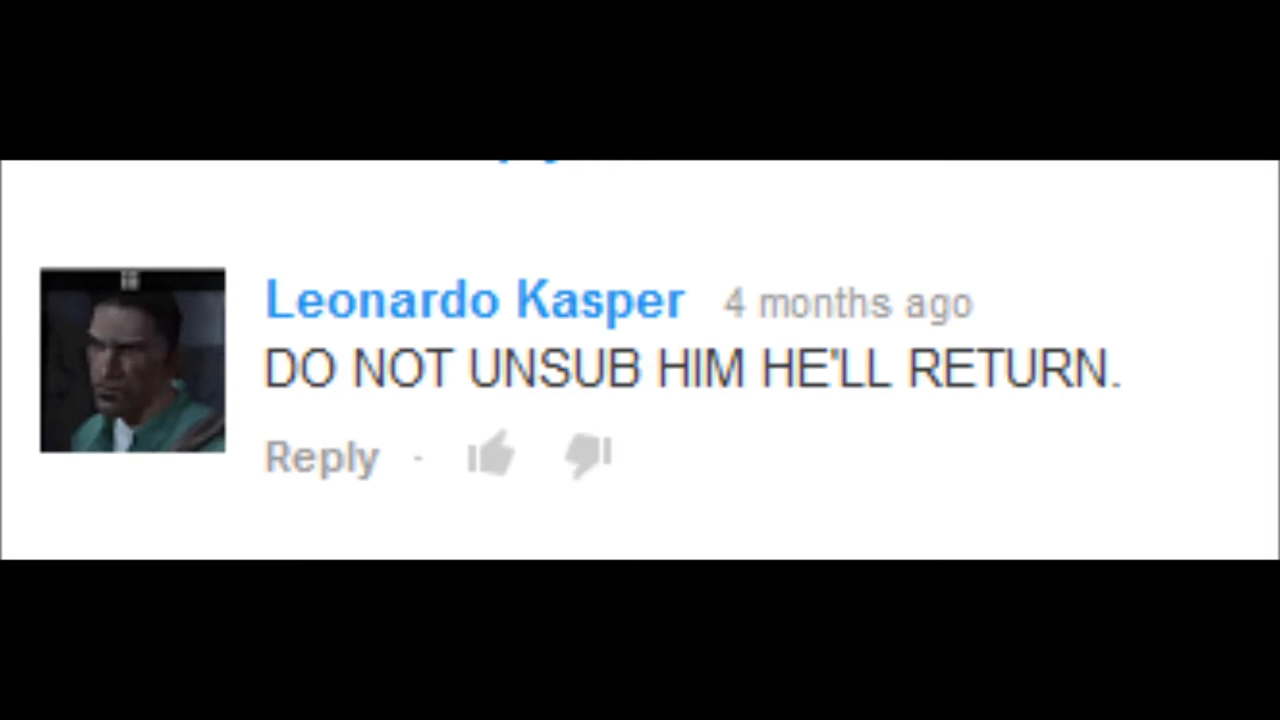 Leonardo Kasper 4 months ago
DO NOT UNSUB HIM HE'LL RETURN.
Reply ·